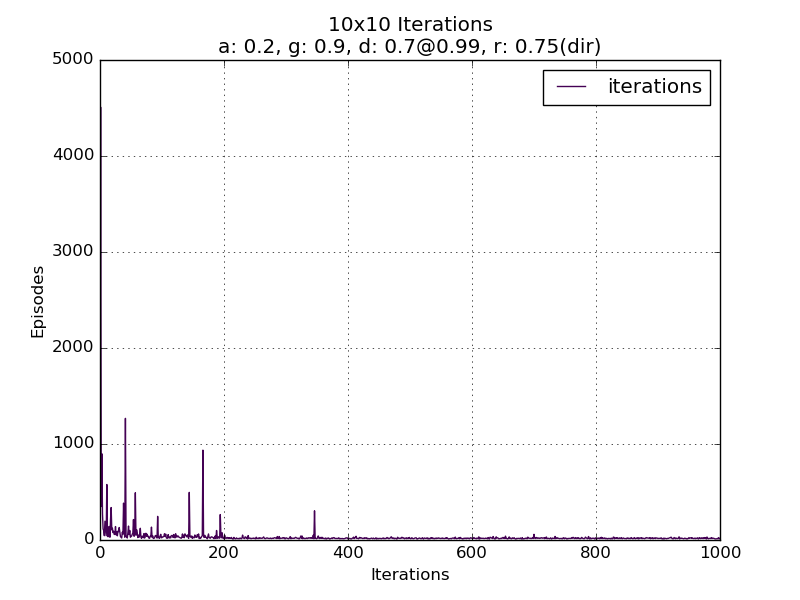 10x10 Iterations
a: 0.2, g: 0.9, d: 0.7@0.99, r: 0.75(dir)
iterations
5000
4000
3000
2000
1000
0
Episodes
0 200 400 600 800 1000
Iterations